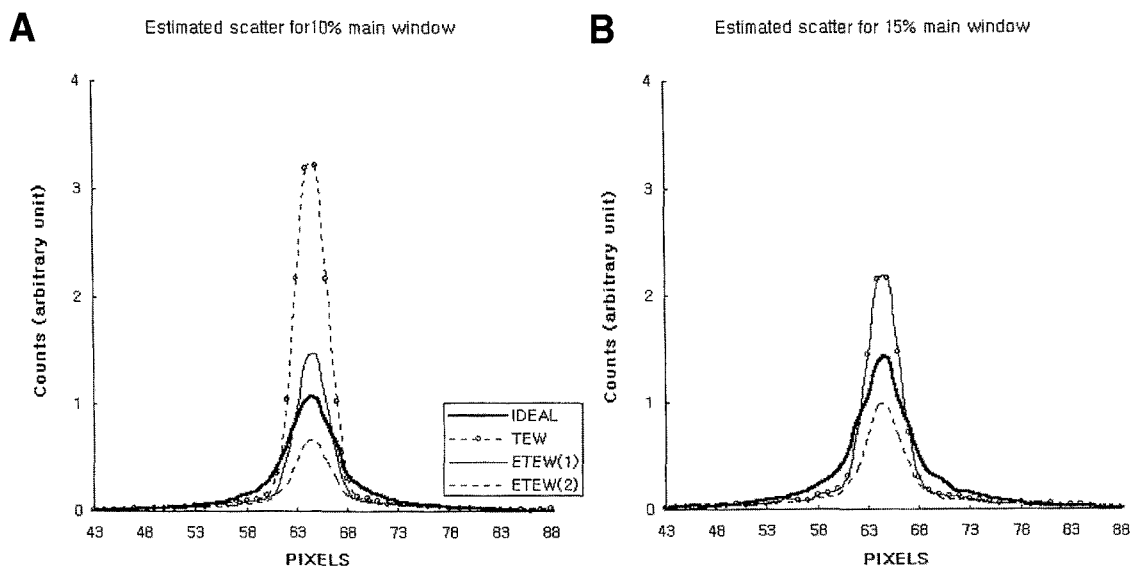 A
Estimated scatter for10% main window
4
3
2
1
0
Counts (arbitrary unit)
43 48 53 58 63 68 73 78 83 88
PIXELS
IDEAL
TEW
ETEW(1)
ETEW(2)
B
Estimated scatter for 15% main window
4
3
2
1
0
Counts (arbitrary unit)
43 48 53 58 63 68 73 78 83 88
PIXELS